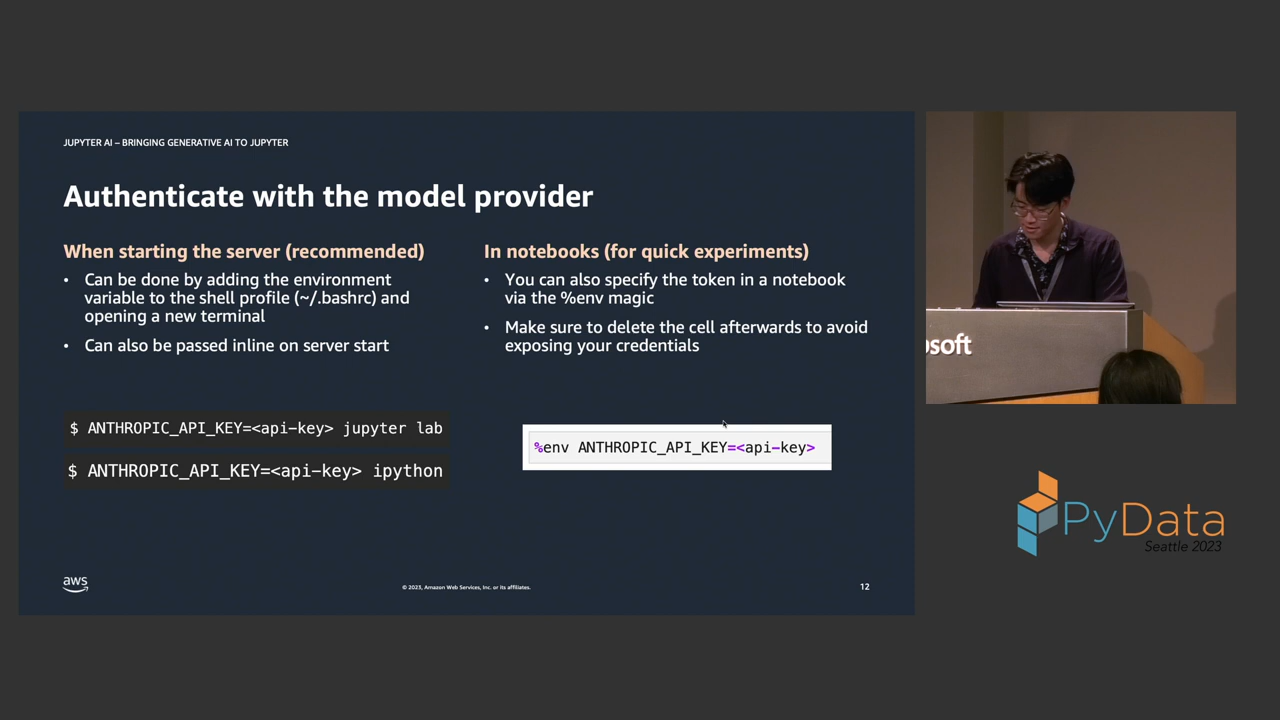 JUPYTER AI – BRINGING GENERATIVE AI TO JUPYTER
Authenticate with the model provider
When starting the server (recommended)
• Can be done by adding the environment
variable to the shell profile (~/.bashrc) and
opening a new terminal
• Can also be passed inline on server start
$ ANTHROPIC_API_KEY=<api-key> jupyter lab
$ ANTHROPIC_API_KEY=<api-key> ipython
In notebooks (for quick experiments)
• You can also specify the token in a notebook
via the %env magic
• Make sure to delete the cell afterwards to avoid
exposing your credentials
%env ANTHROPIC_API_KEY=<api-key>
aws
© 2023, Amazon Web Services, Inc. or its affiliates.
12
osoft
PyData
Seattle 2023